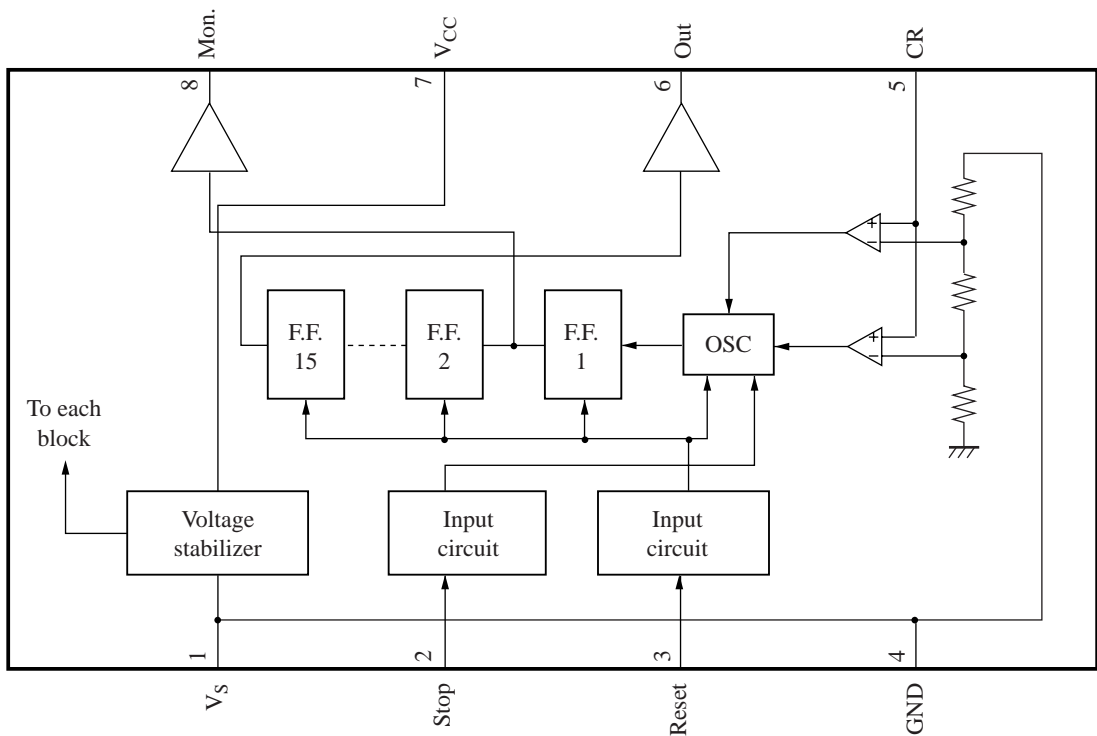 Mon.
VCC
Out
CR
8
7
6
5
+
−
F.F.
15
F.F.
2
F.F.
1
OSC
+
−
To each
block
Voltage
stabilizer
Input
circuit
Input
circuit
1
2
3
4
VS
Stop
Reset
GND